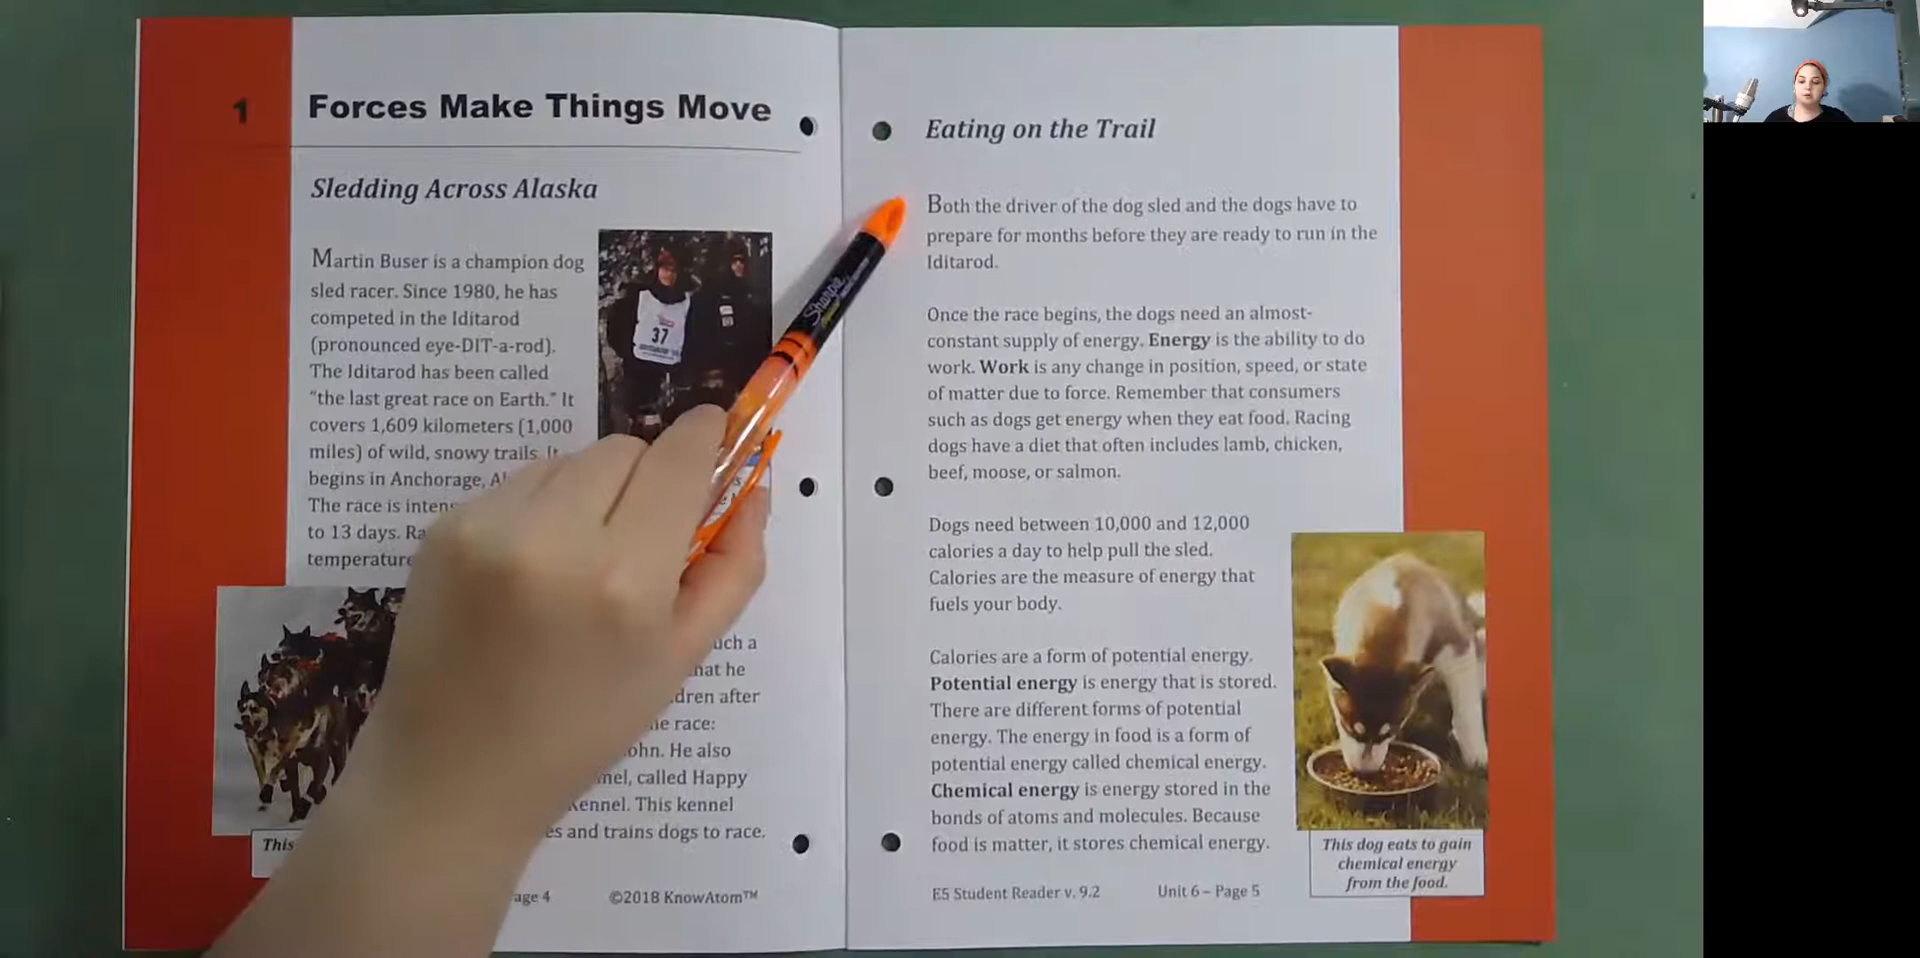 1
Forces Make Things Move
Sledding Across Alaska
Martin Buser is a champion dog
sled racer. Since 1980, he has
competed in the Iditarod
(pronounced eye-DIT-a-rod).
The Iditarod has been called
"the last great race on Earth." It
covers 1,609 kilometers (1,000
miles) of wild, snowy trails. It
begins in Anchorage,
The race is
to 13 days.
37
This
hat he
after
race:
He also
called Happy
Kennel. This kennel
and trains dogs to race.
4
©2018 KnowAtom™
Sharpie
Eating on the Trail
Both the driver of the dog sled and the dogs have to
prepare for months before they are ready to run in the
Iditarod.
Once the race begins, the dogs need an almost-
constant supply of energy. Energy is the ability to do
work. Work is any change in position, speed, or state
of matter due to force. Remember that consumers
such as dogs get energy when they eat food. Racing
dogs have a diet that often includes lamb, chicken,
beef, moose, or salmon.
Dogs need between 10,000 and 12,000
calories a day to help pull the sled.
Calories are the measure of energy that
fuels your body.
Calories are a form of potential energy.
Potential energy is energy that is stored.
There are different forms of potential
energy. The energy in food is a form of
potential energy called chemical energy.
Chemical energy is energy stored in the
bonds of atoms and molecules. Because
food is matter, it stores chemical energy.
This dog eats to gain
chemical energy
from the food.
E5 Student Reader v. 9.2
Unit 6 – Page 5